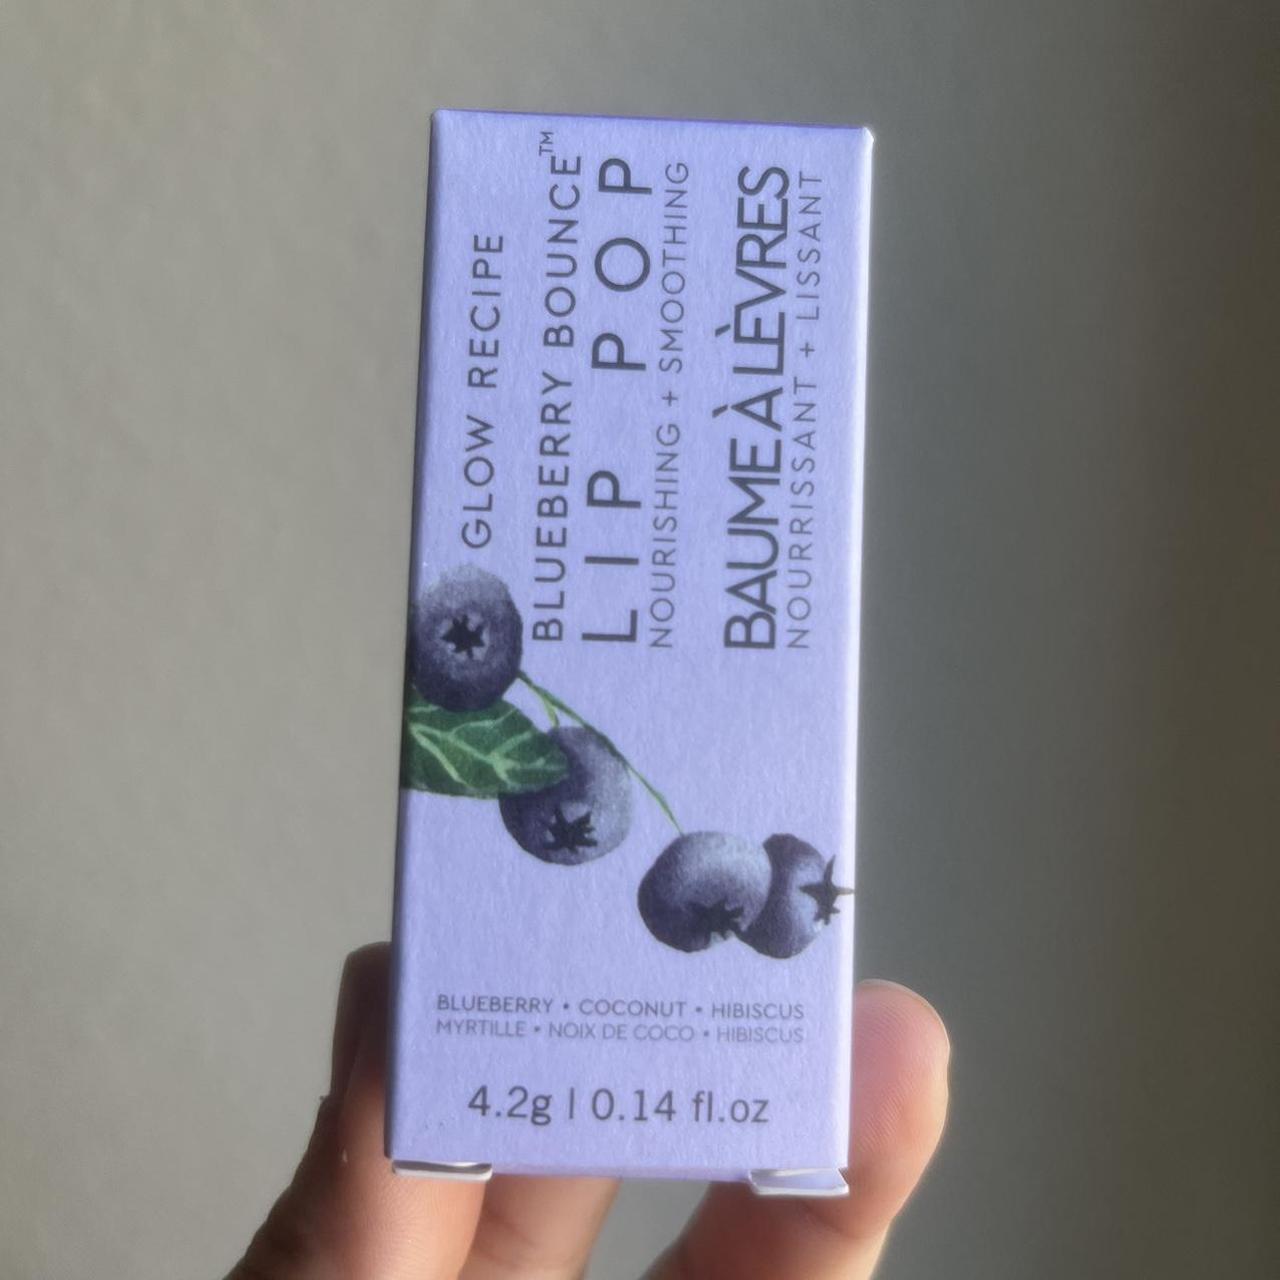 GLOW RECIPE
BLUEBERRY BOUNCE™
LIP POP
NOURISHING + SMOOTHING
BAUME À LÈVRES
NOURRISSANT + LISSANT
BLUEBERRY • COCONUT • HIBISCUS
MYRTILLE • NOIX DE COCO • HIBISCUS
4.2g | 0.14 fl.oz